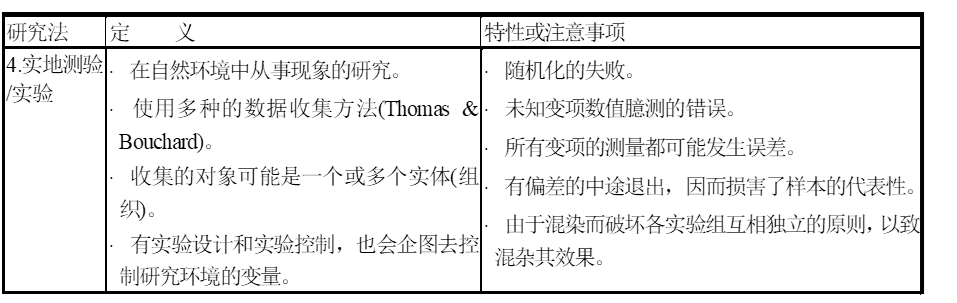 研究法 定 义 特性或注意事项
4.实地测验
/实验
· 在自然环境中从事现象的研究。
· 使用多种的数据收集方法(Thomas &
Bouchard)。
· 收集的对象可能是一个或多个实体(组
织)。
· 有实验设计和实验控制，也会企图去控
制研究环境的变量。
· 随机化的失败。
· 未知变项数值臆测的错误。
· 所有变项的测量都可能发生误差。
· 有偏差的中途退出，因而损害了样本的代表性。
· 由于混染而破坏各实验组互相独立的原则，以致
混杂其效果。